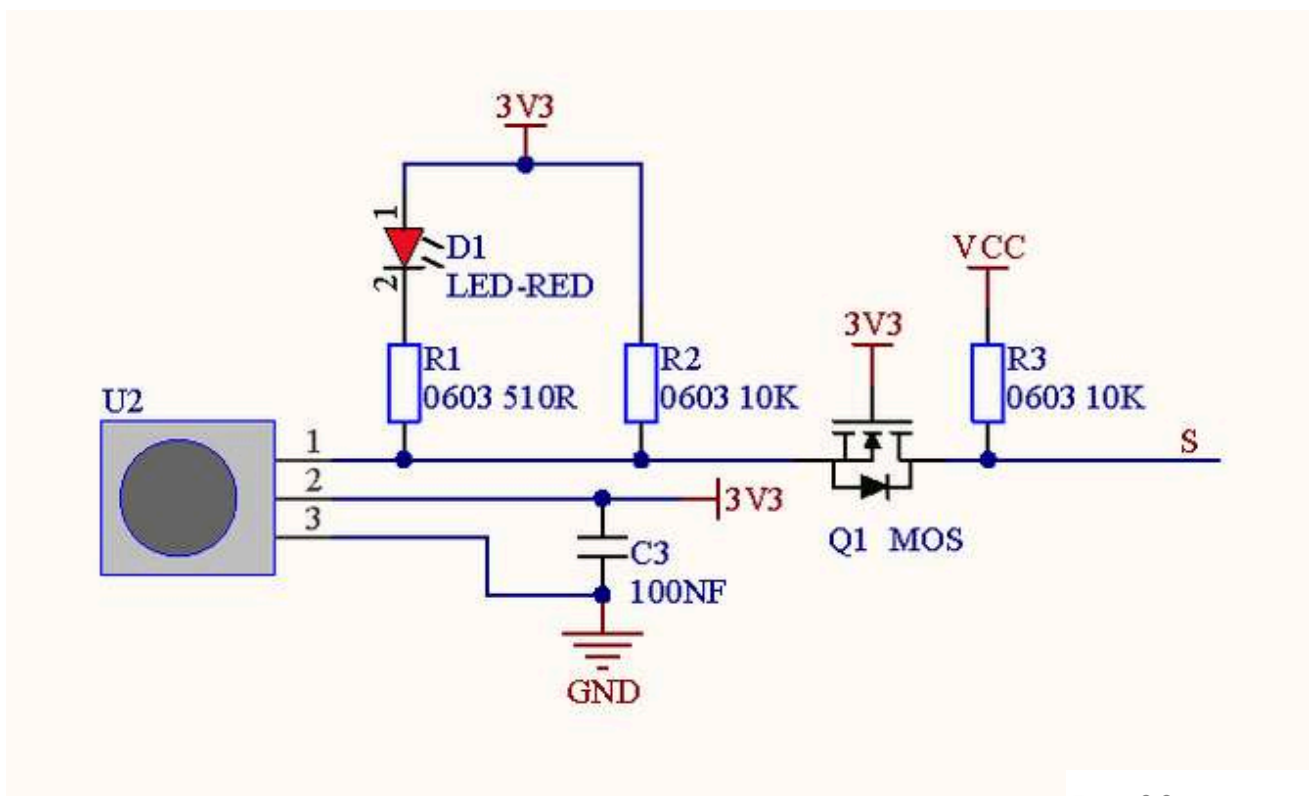 3V3
1
D1
2
LED-RED
VCC
3V3
R1
0603 510R
R2
0603 10K
R3
0603 10K
U2
1
S
2
3V3
3
Q1 MOS
C3
100NF
GND